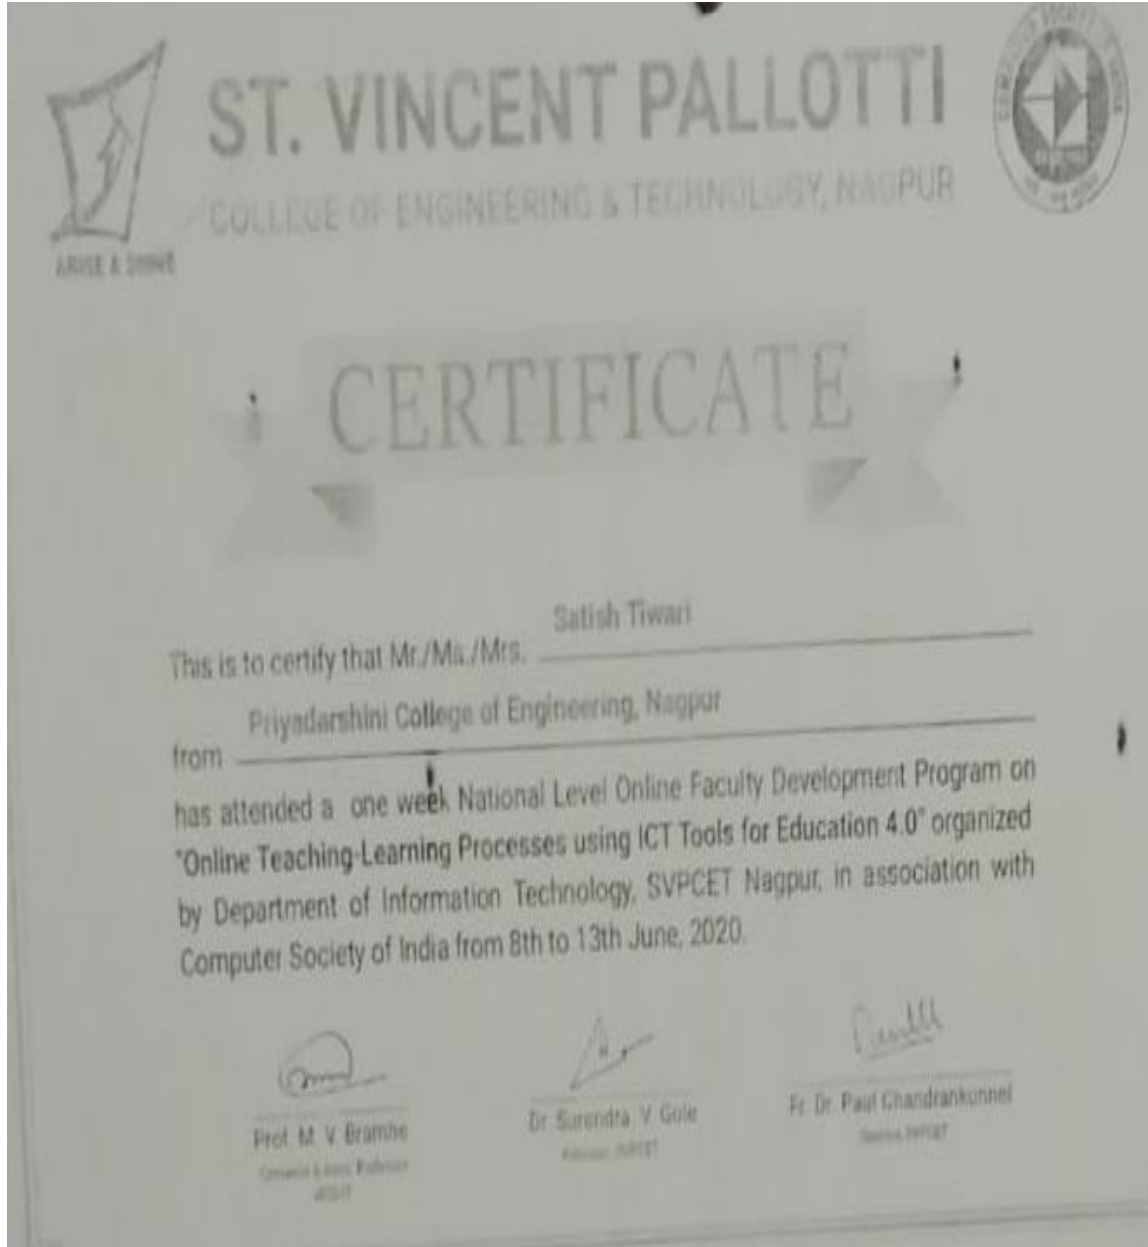 ST. VINCENT PALLOTTI
COLLEGE OF ENGINEERING & TECHNOLOGY, NAGPUR
ARISE & SHINE
CERTIFICATE
Satish Tiwari
This is to certify that Mr./Ms./Mrs.
Priyadarshini College of Engineering, Nagpur
from
has attended a one week National Level Online Faculty Development Program on
"Online Teaching-Learning Processes using ICT Tools for Education 4.0" organized
by Department of Information Technology, SVPCET Nagpur, in association with
Computer Society of India from 8th to 13th June, 2020.
Prof. M. V. Bramhe
Dr. Surendra V. Gole
Fr. Dr. Paul Chandrankunnel
Professor
SVPCET
SVPCET